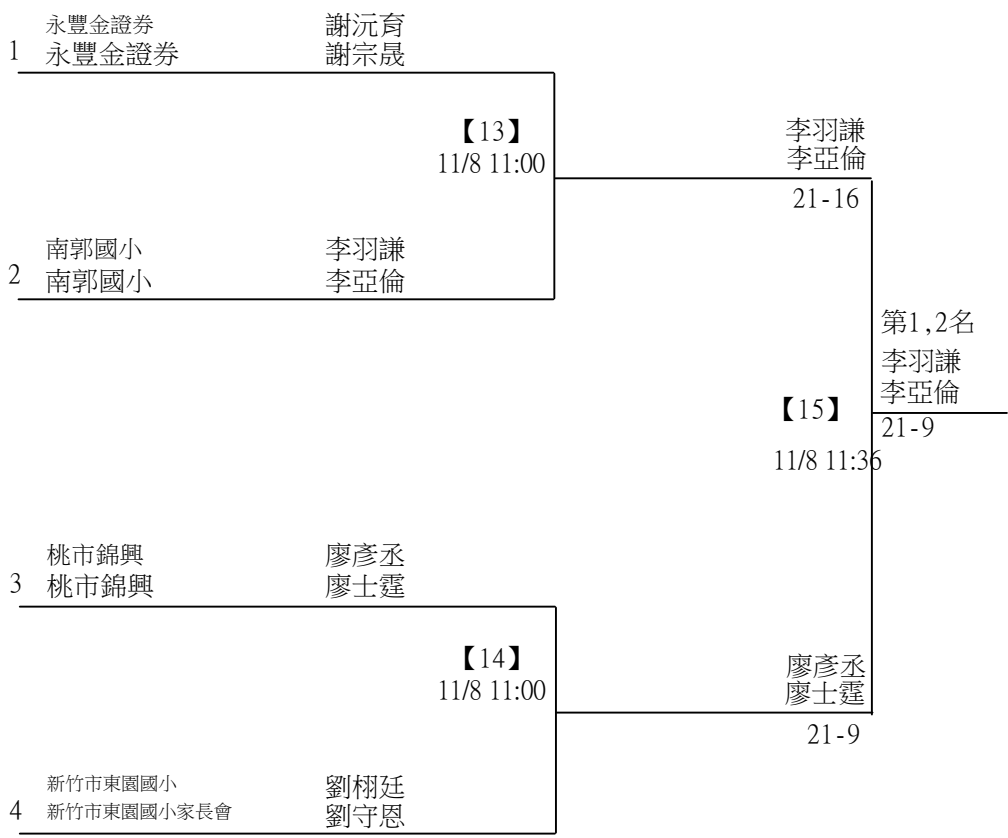 永豐金證券 謝沅育
1 永豐金證券 謝宗晟
【13】
11/8 11:00
李羽謙
李亞倫
21-16
南郭國小 李羽謙
2 南郭國小 李亞倫
第1,2名
李羽謙
李亞倫
【15】
21-9
11/8 11:36
桃市錦興 廖彥丞
3 桃市錦興 廖士霆
【14】
11/8 11:00
廖彥丞
廖士霆
21-9
新竹市東園國小 劉栩廷
4 新竹市東園國小家長會 劉守恩